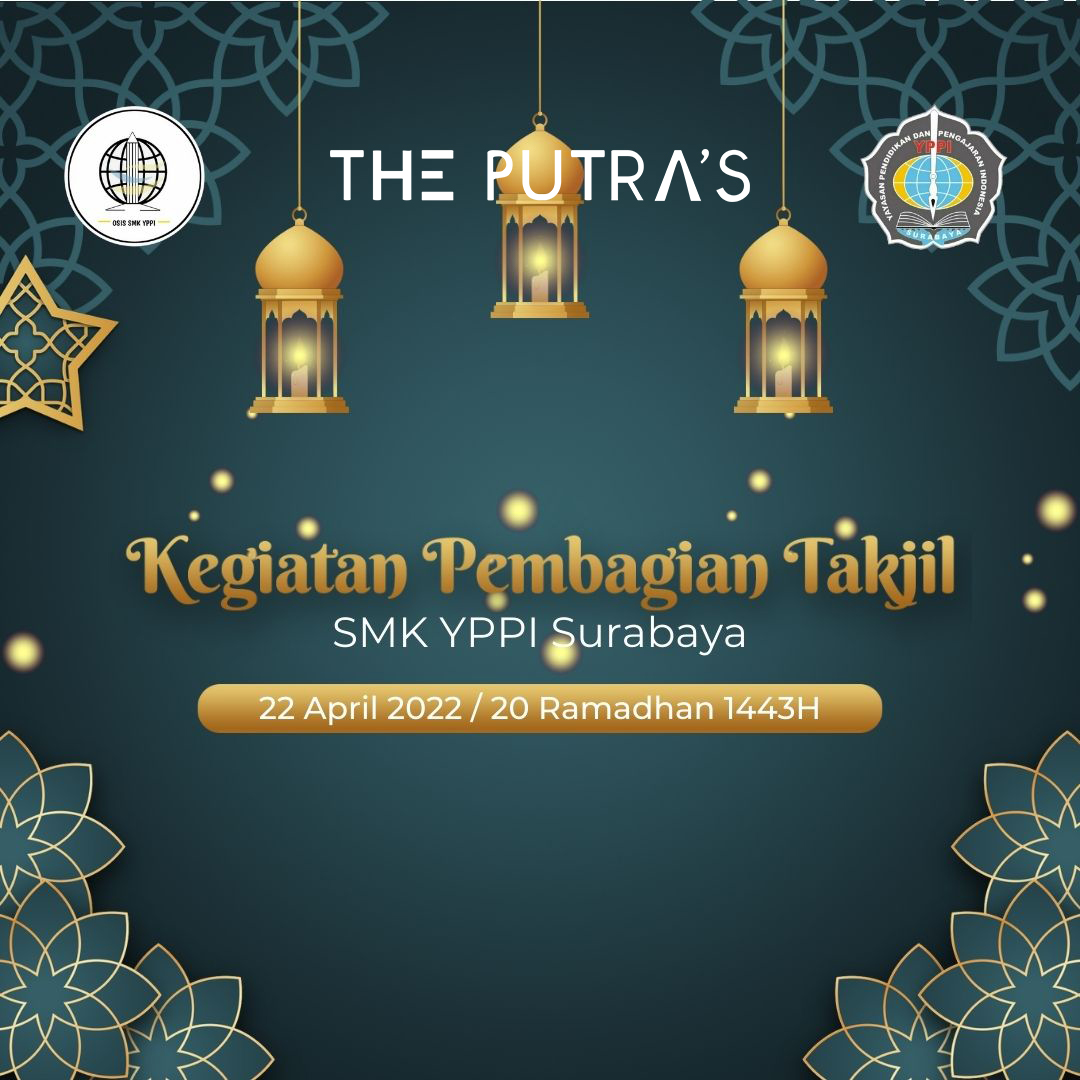 THE PUTRA'S
OSIS SMK YPPI
YAYASAN PENDIDIKAN DAN PENGAJARAN INDONESIA
YPPI
SURABAYA
Kegiatan Pembagian Takjil
SMK YPPI Surabaya
22 April 2022 / 20 Ramadhan 1443H